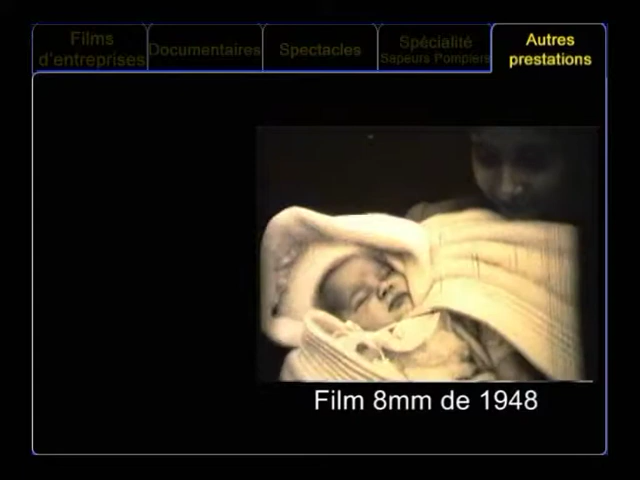 Films
d'entreprises
Documentaires
Spectacles
Spécialité
Sapeurs Pompiers
Autres
prestations
Film 8mm de 1948